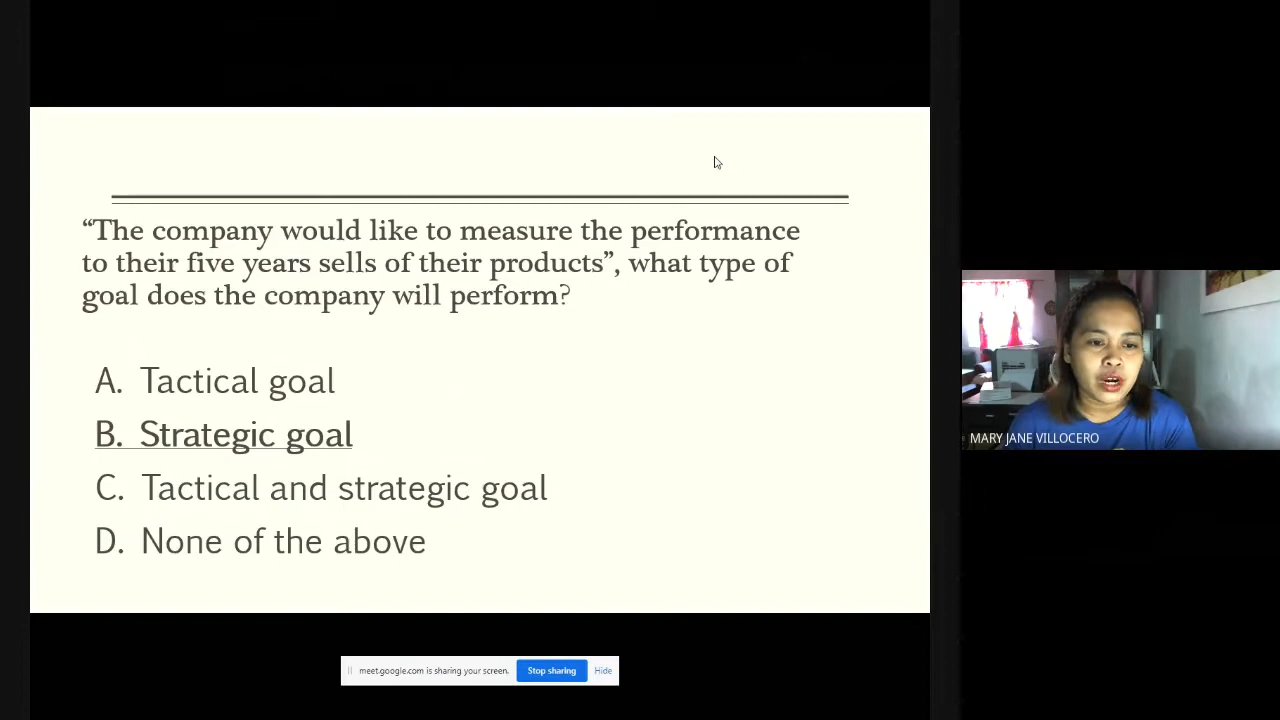 “The company would like to measure the performance
to their five years sells of their products”, what type of
goal does the company will perform?
A. Tactical goal
B. Strategic goal
C. Tactical and strategic goal
D. None of the above
MARY JANE VILLOCERO
meet.google.com is sharing your screen. Stop sharing Hide